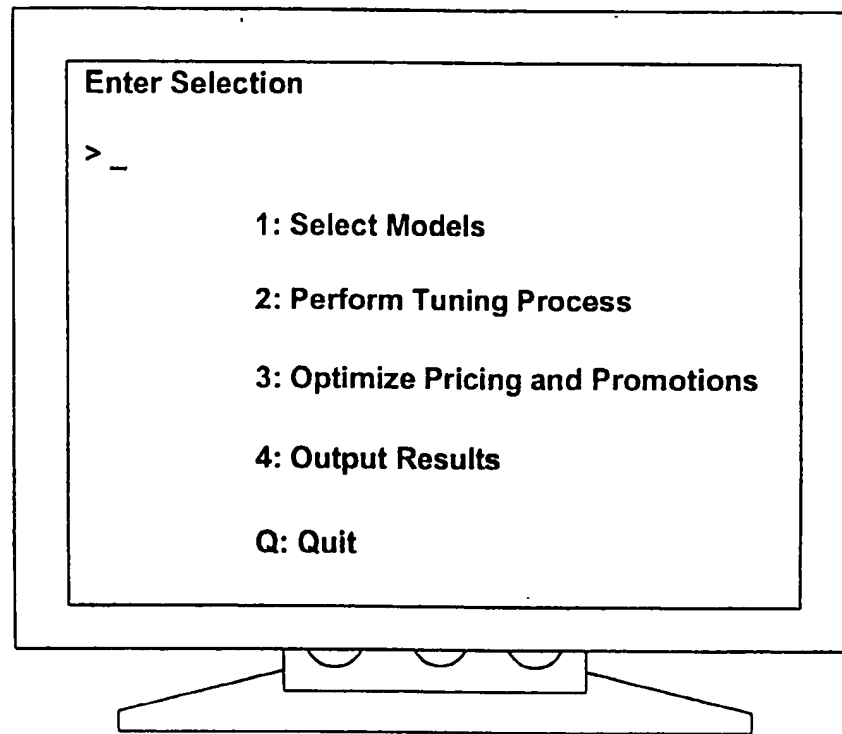 Enter Selection
> _
1: Select Models
2: Perform Tuning Process
3: Optimize Pricing and Promotions
4: Output Results
Q: Quit